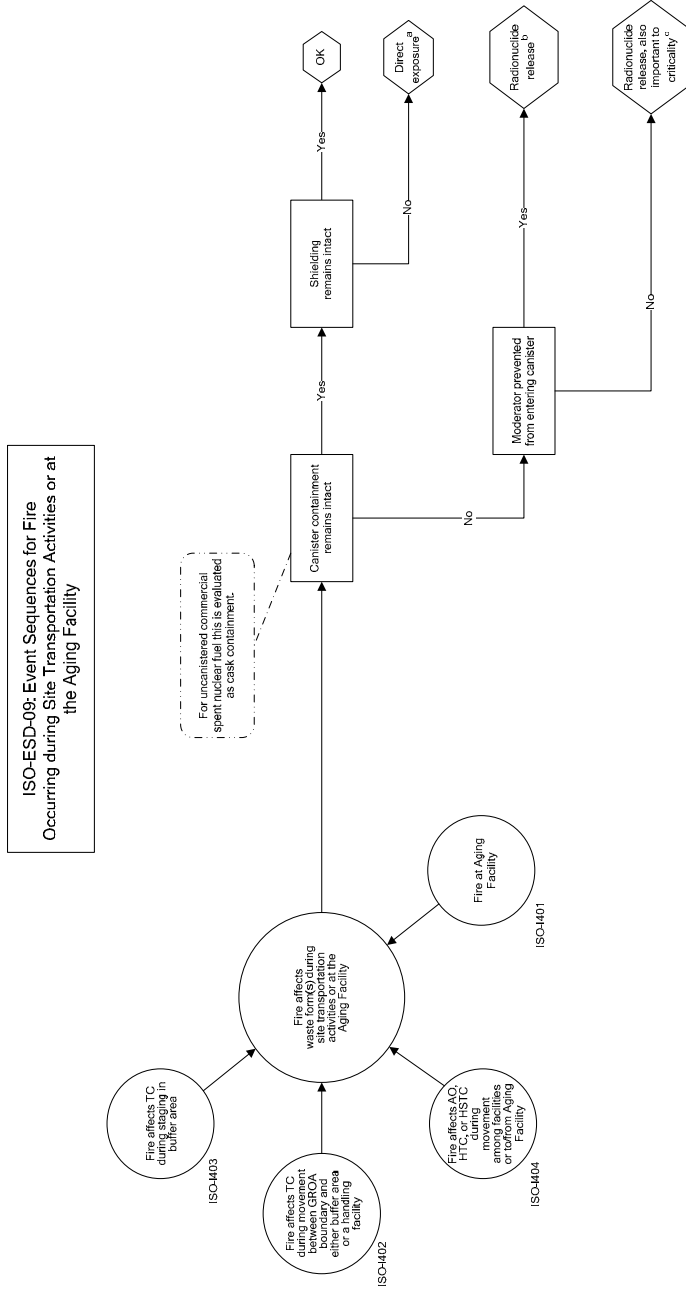 ISO-ESD-09: Event Sequences for Fire
Occurring during Site Transportation Activities or at
the Aging Facility
Fire affects TC
during staging in
buffer area
ISO-I403
Fire affects TC
during movement
between GROA
boundary and
either buffer area
or a handling
facility
ISO-I402
Fire affects AO,
HTC, or HSTC
during
movement
among facilities
or to/from Aging
Facility
ISO-I404
Fire at Aging
Facility
ISO-I401
Fire affects
waste form(s) during
site transportation
activities or at the
Aging Facility
For uncanistered commercial
spent nuclear fuel this is evaluated
as cask containment.
Canister containment
remains intact
Yes
No
Shielding
remains intact
Yes
No
OK
Direct a
exposure
Moderator prevented
from entering canister
Yes
No
Radionuclide
release b
Radionuclide
release, also
important to
criticality c